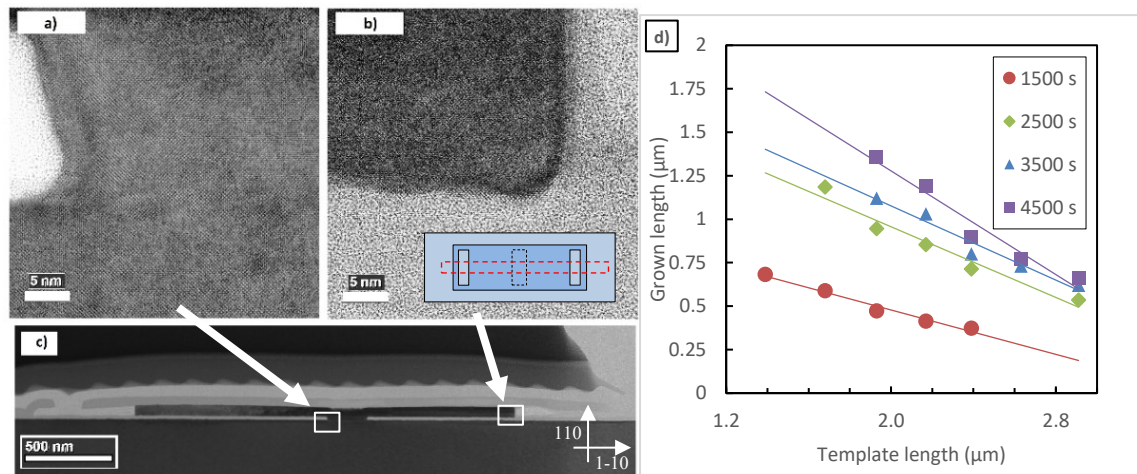 a)
5 nm
b)
5 nm
c)
500 nm
110
1-10
d)
Grown length (µm)
2
1.75
1.5
1.25
1
0.75
0.5
0.25
0
1500 s
2500 s
3500 s
4500 s
1.2
2.0
2.8
Template length (µm)